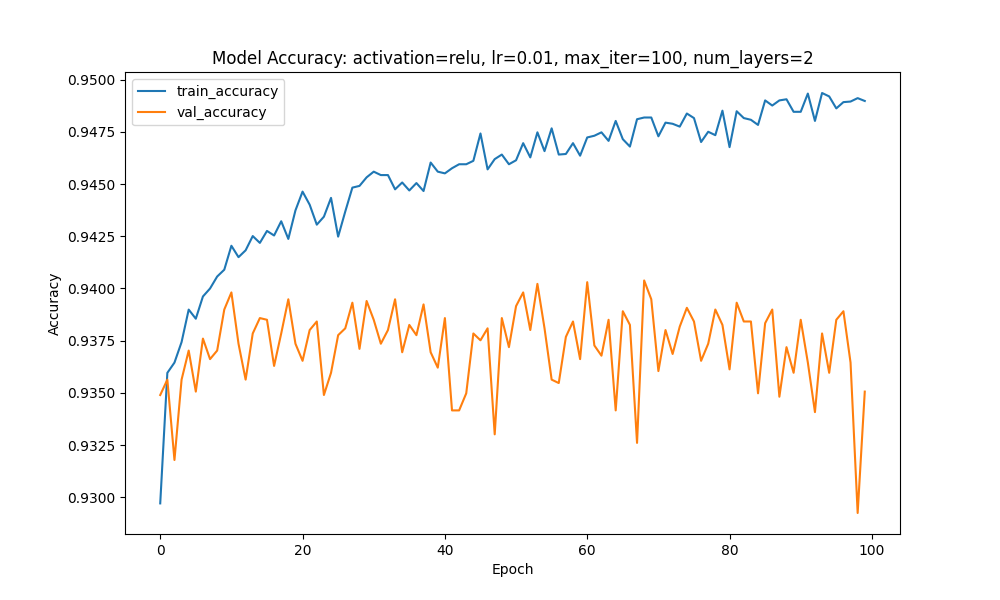 Model Accuracy: activation=relu, lr=0.01, max_iter=100, num_layers=2
train_accuracy
val_accuracy
0.9500
0.9475
0.9450
0.9425
0.9400
0.9375
0.9350
0.9325
0.9300
Accuracy
0 20 40 60 80 100
Epoch